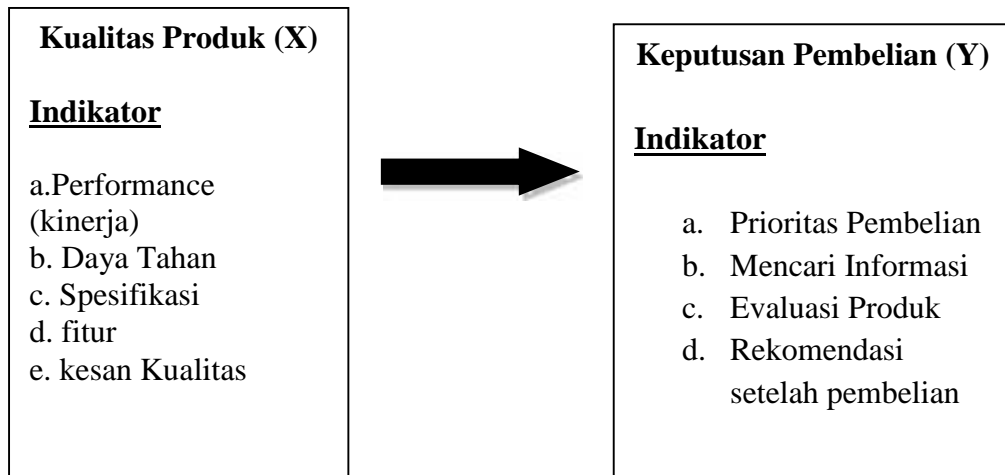 Kualitas Produk (X)
Indikator
a.Performance
(kinerja)
b. Daya Tahan
c. Spesifikasi
d. fitur
e. kesan Kualitas
Keputusan Pembelian (Y)
Indikator
a. Prioritas Pembelian
b. Mencari Informasi
c. Evaluasi Produk
d. Rekomendasi
setelah pembelian